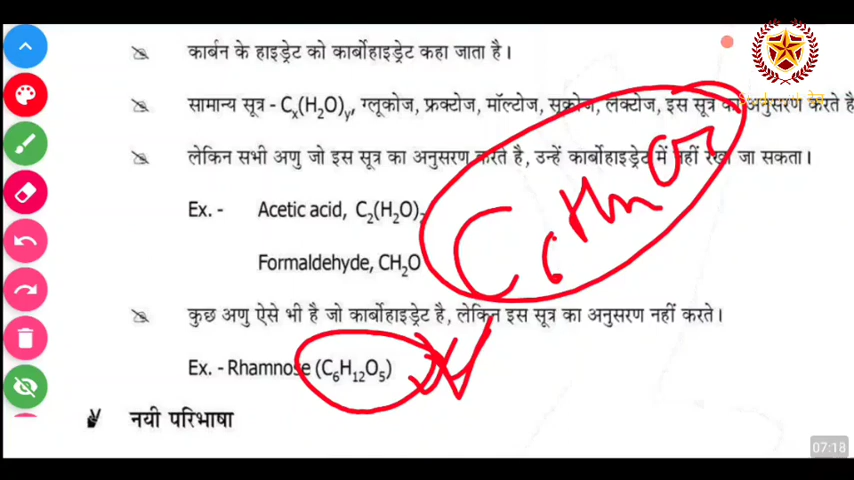 कार्बन के हाइड्रेट को कार्बोहाइड्रेट कहा जाता है।
सामान्य सूत्र - Cx(H2O)y, ग्लूकोज, फ्रक्टोज, मॉल्टोज, सुक्रोज, लेक्टोज, इस सूत्र का अनुसरण करते है
लेकिन सभी अणु जो इस सूत्र का अनुसरण करते है, उन्हें कार्बोहाइड्रेट में नहीं रखा जा सकता।
Ex. - Acetic acid, C2(H2O)2
Formaldehyde, CH2O
कुछ अणु ऐसे भी है जो कार्बोहाइड्रेट है, लेकिन इस सूत्र का अनुसरण नहीं करते।
Ex. - Rhamnose (C6H12O5)
नयी परिभाषा
07:18